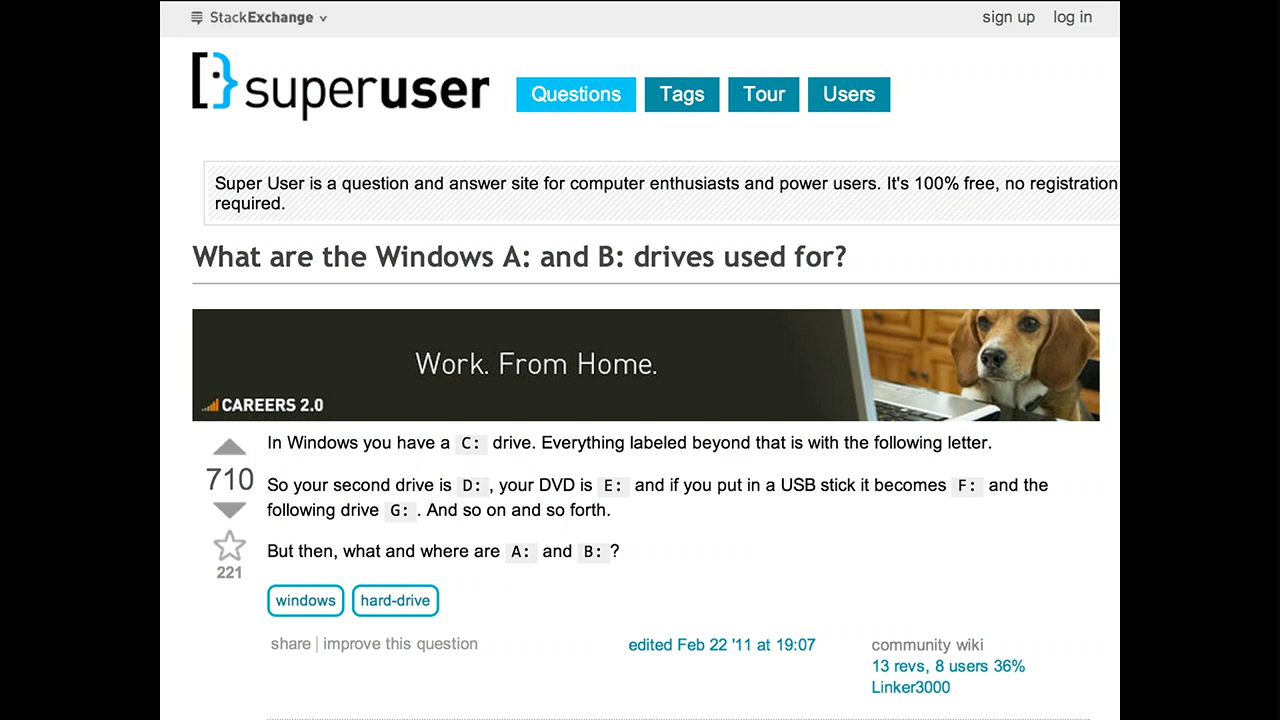 StackExchange
sign up log in
superuser
Questions Tags Tour Users
Super User is a question and answer site for computer enthusiasts and power users. It's 100% free, no registration
required.
What are the Windows A: and B: drives used for?
Work. From Home.
CAREERS 2.0
In Windows you have a C: drive. Everything labeled beyond that is with the following letter.
710
So your second drive is D:, your DVD is E: and if you put in a USB stick it becomes F: and the
following drive G:. And so on and so forth.
But then, what and where are A: and B:?
221
windows hard-drive
share | improve this question
edited Feb 22 '11 at 19:07
community wiki
13 revs, 8 users 36%
Linker3000